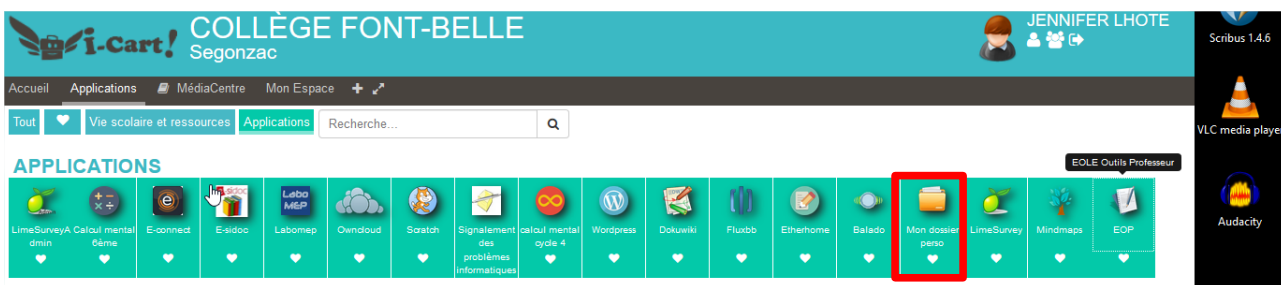 i-Cart!
COLLÈGE FONT-BELLE
Segonzac
JENNIFER LHOTE
Scribus 1.4.6
Accueil Applications MédiaCentre Mon Espace
Tout Vie scolaire et ressources Applications Recherche...
VLC media playe
APPLICATIONS
EOLE Outils Professeur
LimeSurveyA
dmin
Calcul mental
6ème
E-connect
E-sidoc
Labo
MEP
Labomep
Owncloud
Scratch
Signalement
des
problèmes
informatiques
calcul mental
cycle 4
Wordpress
Dokuwiki
Fluxbb
Etherhome
Balado
Mon dossier
perso
LimeSurvey
Mindmaps
EOP
Audacity